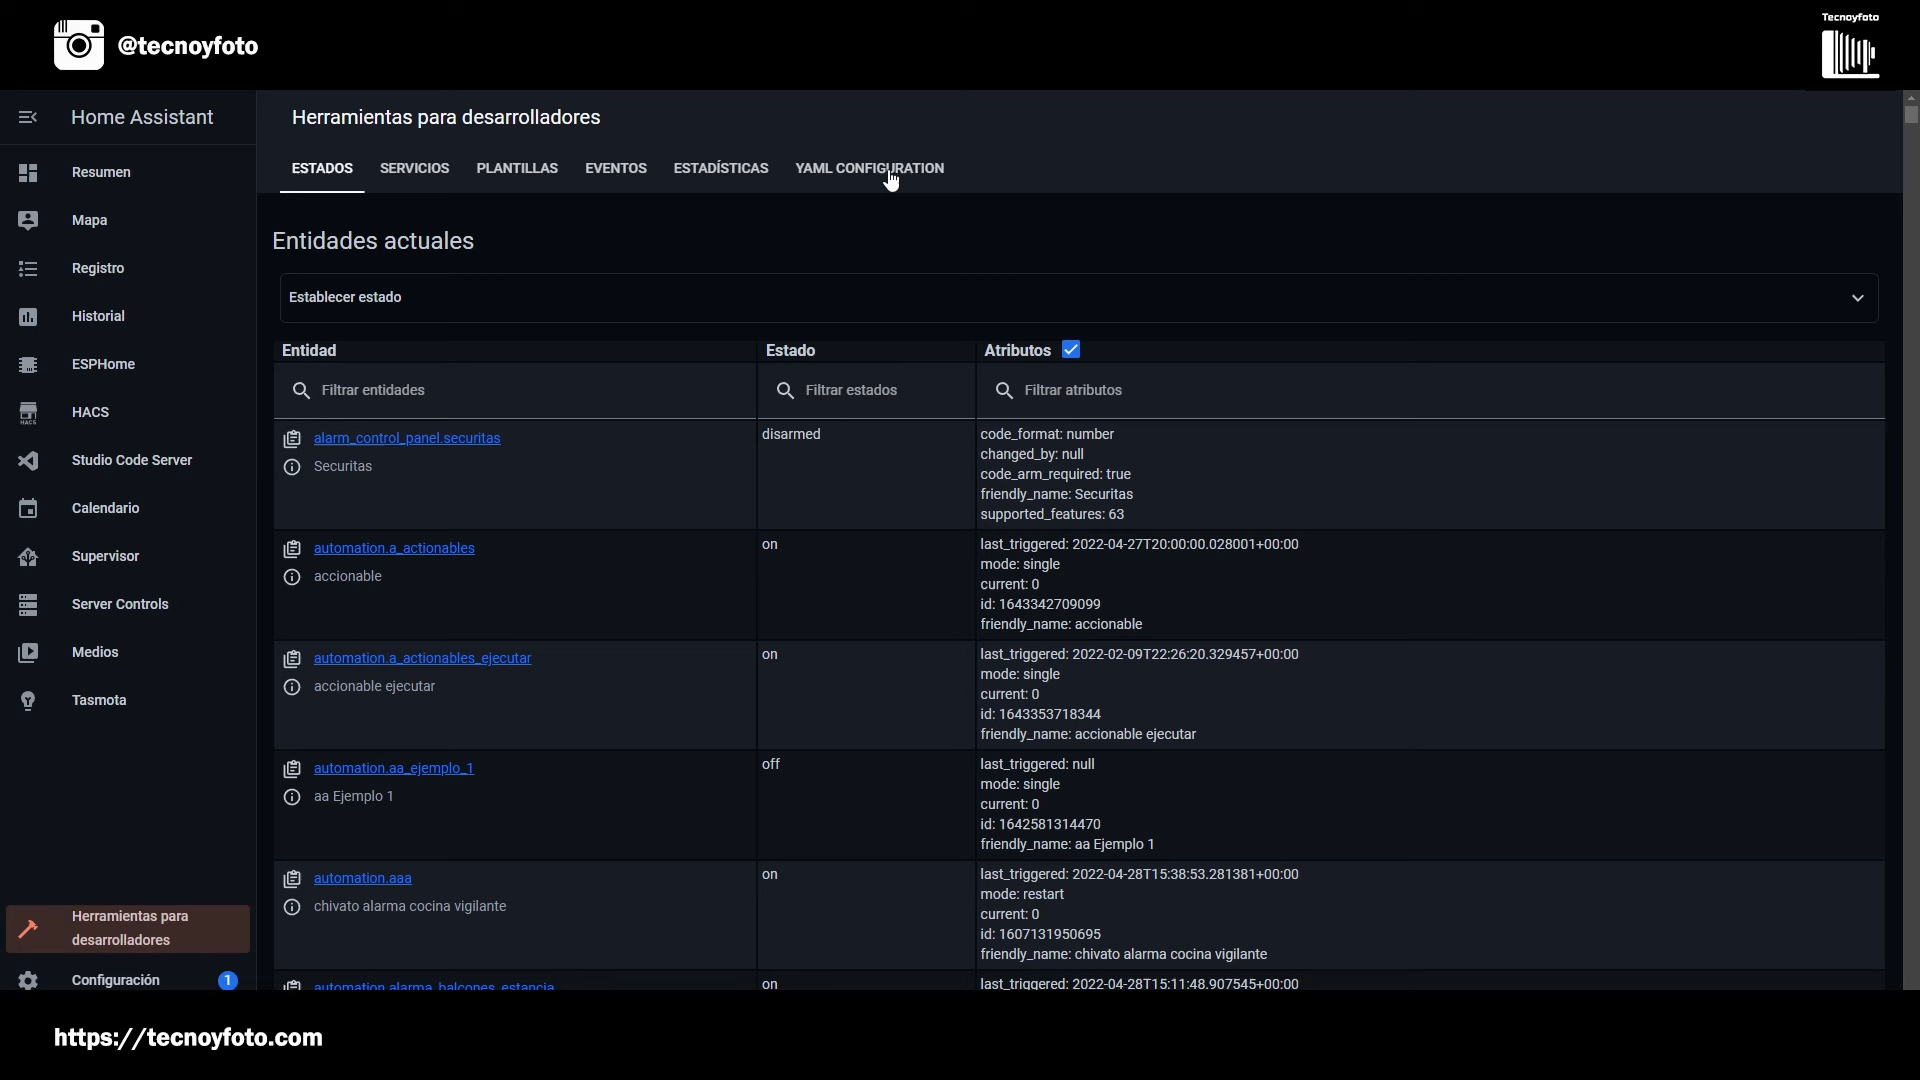 @tecnoyfoto
Tecnoyfoto
Home Assistant
Resumen
Mapa
Registro
Historial
ESPHome
HACS
HACS
Studio Code Server
Calendario
Supervisor
Server Controls
Medios
Tasmota
Herramientas para
desarrolladores
Configuración 1
Herramientas para desarrolladores
ESTADOS SERVICIOS PLANTILLAS EVENTOS ESTADÍSTICAS YAML CONFIGURATION
Entidades actuales
Establecer estado
Entidad Estado Atributos
Filtrar entidades Filtrar estados Filtrar atributos
alarm_control_panel.securitas
Securitas
disarmed
code_format: number
changed_by: null
code_arm_required: true
friendly_name: Securitas
supported_features: 63
automation.a_actionables
accionable
on
last_triggered: 2022-04-27T20:00:00.028001+00:00
mode: single
current: 0
id: 1643342709099
friendly_name: accionable
automation.a_actionables_ejecutar
accionable ejecutar
on
last_triggered: 2022-02-09T22:26:20.329457+00:00
mode: single
current: 0
id: 1643353718344
friendly_name: accionable ejecutar
automation.aa_ejemplo_1
aa Ejemplo 1
off
last_triggered: null
mode: single
current: 0
id: 1642581314470
friendly_name: aa Ejemplo 1
automation.aaa
chivato alarma cocina vigilante
on
last_triggered: 2022-04-28T15:38:53.281381+00:00
mode: restart
current: 0
id: 1607131950695
friendly_name: chivato alarma cocina vigilante
automation.alarma_balcones_estancia
on
last_triggered: 2022-04-28T15:11:48.907545+00:00
https://tecnoyfoto.com